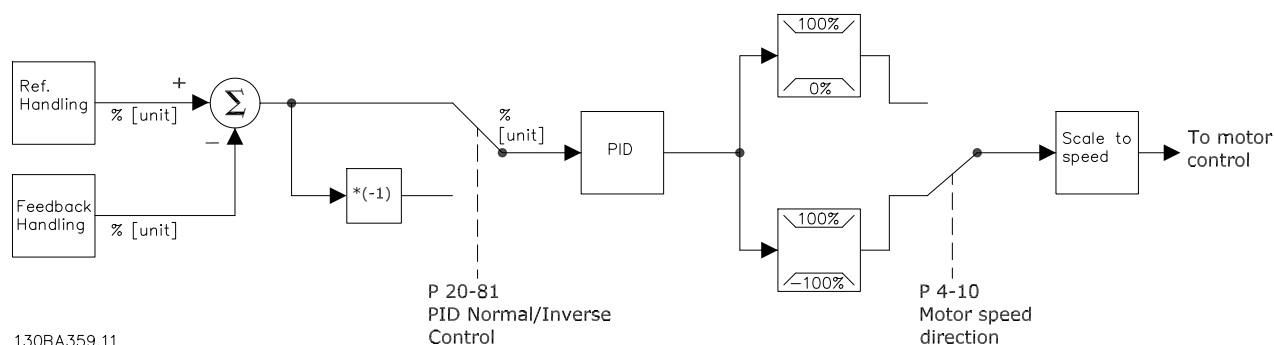 Ref.
Handling
+
% [unit]
Σ
−
Feedback
Handling
% [unit]
*(-1)
%
[unit]
PID
100%
0%
100%
−100%
Scale to
speed
To motor
control
P 20-81
PID Normal/Inverse
Control
P 4-10
Motor speed
direction
130BA359.11